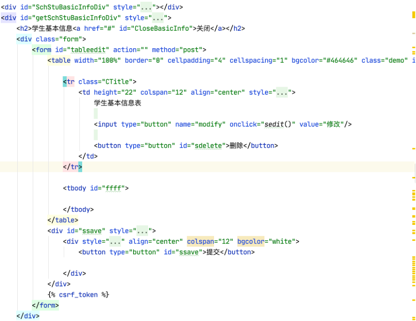 <div id="SchStuBasicInfoDiv" style="..."></div>
<div id="getSchStuBasicInfoDiv" style="...">
<h2>学生基本信息<a href="#" id="CloseBasicInfo">关闭</a></h2>
<div class="form">
<form id="tableedit" action="" method="post">
<table width="100%" border="0" cellpadding="4" cellspacing="1" bgcolor="#464646" class="demo" i
<tr class="CTitle">
<td height="22" colspan="12" align="center" style="...">
学生基本信息表
<input type="button" name="modify" onclick="sedit()" value="修改"/>
<button type="button" id="sdelete">删除</button>
</td>
</tr>
<tbody id="ffff">
</tbody>
</table>
<div id="ssave" style="...">
<div style="..." align="center" colspan="12" bgcolor="white">
<button type="button" id="ssave">提交</button>
</div>
</div>
{% csrf_token %}
</form>
</div>